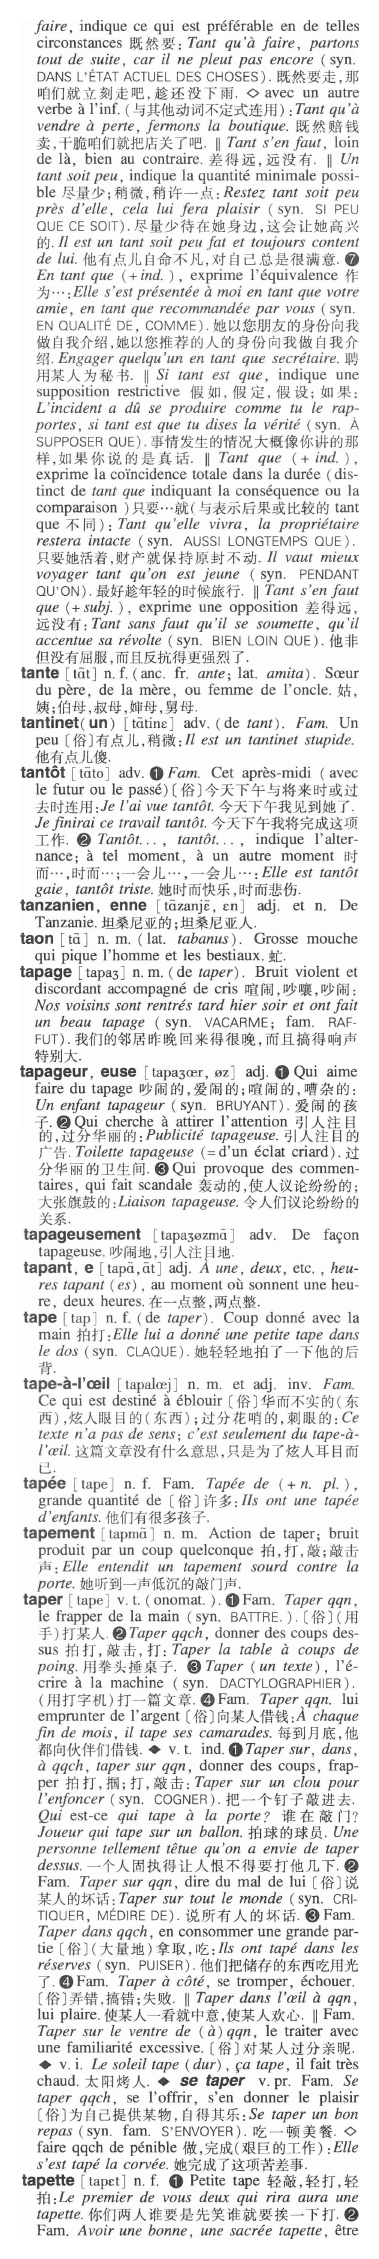 faire, indique ce qui est préférable en de telles
circonstances 既然要: Tant qu'à faire, partons
tout de suite, car il ne pleut pas encore (syn.
DANS L'ÉTAT ACTUEL DES CHOSES). 既然要走,那
咱们就立刻走吧, 趁还没下雨. ◇ avec un autre
verbe à l'inf. (与其他动词不定式连用): Tant qu'à
vendre à perte, fermons la boutique. 既然赔钱
卖,干脆咱们就把店关了吧. ‖ Tant s'en faut, loin
de là, bien au contraire. 差得远,远没有. ‖ Un
tant soit peu, indique la quantité minimale possi-
ble 尽量少; 稍微, 稍许一点: Restez tant soit peu
près d'elle, cela lui fera plaisir (syn. SI PEU
QUE CE SOIT). 尽量少待在她身边,这会让她高兴
的. Il est un tant soit peu fat et toujours content
de lui. 他有点儿自命不凡,对自己总是很满意. ❼
En tant que (+ ind.), exprime l'équivalence 作
为…: Elle s'est présentée à moi en tant que votre
amie, en tant que recommandée par vous (syn.
EN QUALITÉ DE, COMME). 她以您朋友的身份向我
做自我介绍,她以您推荐的人的身份向我做自我介
绍. Engager quelqu'un en tant que secrétaire. 聘
用某人为秘书. ‖ Si tant est que, indique une
supposition restrictive 假如, 假定, 假设; 如果:
L'incident a dû se produire comme tu le rap-
portes, si tant est que tu dises la vérité (syn. À
SUPPOSER QUE). 事情发生的情况大概像你讲的那
样,如果你说的是真话. ‖ Tant que (+ ind.),
exprime la coïncidence totale dans la durée (dis-
tinct de tant que indiquant la conséquence ou la
comparaison) 只要…就(与表示后果或比较的 tant
que 不同): Tant qu'elle vivra, la propriétaire
restera intacte (syn. AUSSI LONGTEMPS QUE).
只要她活着,财产就保持原封不动. Il vaut mieux
voyager tant qu'on est jeune (syn. PENDANT
QU'ON). 最好趁年轻的时候旅行. ‖ Tant s'en faut
que (+ subj.), exprime une opposition 差得远,
远没有: Tant sans faut qu'il se soumette, qu'il
accentue sa révolte (syn. BIEN LOIN QUE). 他非
但没有屈服,而且反抗得更强烈了.
tante [tɑ̃t] n. f. (anc. fr. ante; lat. amita). Sœur
du père, de la mère, ou femme de l'oncle. 姑,
姨;伯母,叔母,婶母,舅母.
tantinet(un) [tɑ̃tinɛ] adv. (de tant). Fam. Un
peu [俗]有点儿,稍微: Il est un tantinet stupide.
他有点儿傻.
tantôt [tɑ̃to] adv. ❶ Fam. Cet après-midi (avec
le futur ou le passé) [俗]今天下午与将来时或过
去时连用: Je l'ai vue tantôt. 今天下午我见到她了.
Je finirai ce travail tantôt. 今天下午我将完成这项
工作. ❷ Tantôt..., tantôt..., indique l'alter-
nance; à tel moment, à un autre moment 时
而…,时而…;一会儿…,一会儿…: Elle est tantôt
gaie, tantôt triste. 她时而快乐,时而悲伤.
tanzanien, enne [tɑ̃zanjɛ̃, ɛn] adj. et n. De
Tanzanie. 坦桑尼亚的;坦桑尼亚人.
taon [tɑ̃] n. m. (lat. tabanus). Grosse mouche
qui pique l'homme et les bestiaux. 虻.
tapage [tapaʒ] n. m. (de taper). Bruit violent et
discordant accompagné de cris 喧闹, 吵嚷, 吵闹:
Nos voisins sont rentrés tard hier soir et ont fait
un beau tapage (syn. VACARME; fam. RAF-
FUT). 我们的邻居昨晚回来得很晚,而且搞得响声
特别大.
tapageur, euse [tapaʒœr, øz] adj. ❶ Qui aime
faire du tapage 吵闹的,爱闹的;喧闹的,嘈杂的:
Un enfant tapageur (syn. BRUYANT). 爱闹的孩
子. ❷ Qui cherche à attirer l'attention 引人注目
的,过分华丽的: Publicité tapageuse. 引人注目的
广告. Toilette tapageuse (= d'un éclat criard). 过
分华丽的卫生间. ❸ Qui provoque des commen-
taires, qui fait scandale 轰动的,使人议论纷纷的;
大张旗鼓的: Liaison tapageuse. 令人们议论纷纷的
关系.
tapageusement [tapaʒøzmɑ̃] adv. De façon
tapageuse. 吵闹地,引人注目地.
tapant, e [tapɑ̃, ɑ̃t] adj. À une, deux, etc., heu-
res tapant(es), au moment où sonnent une heu-
re, deux heures. 在一点整,两点整.
tape [tap] n. f. (de taper). Coup donné avec la
main 拍打: Elle lui a donné une petite tape dans
le dos (syn. CLAQUE). 她轻轻地拍了一下他的后
背.
tape-à-l'œil [tapalœj] n. m. et adj. inv. Fam.
Ce qui est destiné à éblouir [俗]华而不实的(东
西),炫人眼目的(东西);过分花哨的,刺眼的: Ce
texte n'a pas de sens; c'est seulement du tape-à-
l'œil. 这篇文章没有什么意思,只是为了炫人耳目而
已.
tapée [tape] n. f. Fam. Tapée de (+ n. pl.),
grande quantité de [俗]许多: Ils ont une tapée
d'enfants. 他们有很多孩子.
tapement [tapmɑ̃] n. m. Action de taper; bruit
produit par un coup quelconque 拍,打,敲;敲击
声: Elle entendit un tapement sourd contre la
porte. 她听到一声低沉的敲门声.
taper [tape] v. t. (onomat.). ❶ Fam. Taper qqn,
le frapper de la main (syn. BATTRE.). [俗](用
手)打某人. ❷ Taper qqch, donner des coups des-
sus 拍打, 敲击, 打: Taper la table à coups de
poing. 用拳头捶桌子. ❸ Taper (un texte), l'é-
crire à la machine (syn. DACTYLOGRAPHIER).
(用打字机)打一篇文章. ❹ Fam. Taper qqn. lui
emprunter de l'argent [俗]向某人借钱: À chaque
fin de mois, il tape ses camarades. 每到月底,他
都向伙伴们借钱. ◆ v. t. ind. ❶ Taper sur, dans,
à qqch, taper sur qqn, donner des coups, frap-
per 拍打, 掴; 打, 敲击: Taper sur un clou pour
l'enfoncer (syn. COGNER). 把一个钉子敲进去.
Qui est-ce qui tape à la porte? 谁在敲门?
Joueur qui tape sur un ballon. 拍球的球员. Une
personne tellement têtue qu'on a envie de taper
dessus. 一个人固执得让人恨不得要打他几下. ❷
Fam. Taper sur qqn, dire du mal de lui [俗]说
某人的坏话: Taper sur tout le monde (syn. CRI-
TIQUER, MÉDIRE DE). 说所有人的坏话. ❸ Fam.
Taper dans qqch, en consommer une grande par-
tie [俗](大量地)拿取,吃: Ils ont tapé dans les
réserves (syn. PUISER). 他们把储存的东西吃用光
了. ❹ Fam. Taper à côté, se tromper, échouer.
[俗]弄错,搞错;失败. ‖ Taper dans l'œil à qqn,
lui plaire. 使某人一看就中意,使某人欢心. ‖ Fam.
Taper sur le ventre de (à) qqn, le traiter avec
une familiarité excessive. [俗]对某人过分亲昵.
◆ v. i. Le soleil tape (dur), ça tape, il fait très
chaud. 太阳烤人. ◆ se taper v. pr. Fam. Se
taper qqch, se l'offrir, s'en donner le plaisir
[俗]为自己提供某物,自得其乐: Se taper un bon
repas (syn. fam. S'ENVOYER). 吃一顿美餐. ◇
faire qqch de pénible 做,完成(艰巨的工作): Elle
s'est tapé la corvée. 她完成了这项苦差事.
tapette [tapɛt] n. f. ❶ Petite tape 轻敲,轻打,轻
拍: Le premier de vous deux qui rira aura une
tapette. 你们两人谁要是先笑谁就要挨一下打. ❷
Fam. Avoir une bonne, une sacrée tapette, être